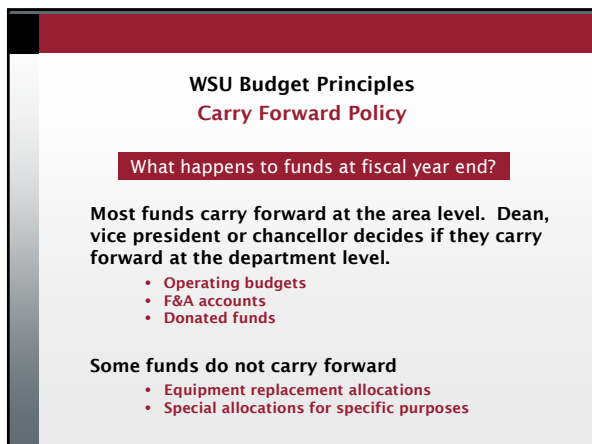 WSU Budget Principles
Carry Forward Policy
What happens to funds at fiscal year end?
Most funds carry forward at the area level.  Dean,
vice president or chancellor decides if they carry
forward at the department level.
• Operating budgets
• F&A accounts
• Donated funds
Some funds do not carry forward
• Equipment replacement allocations
• Special allocations for specific purposes